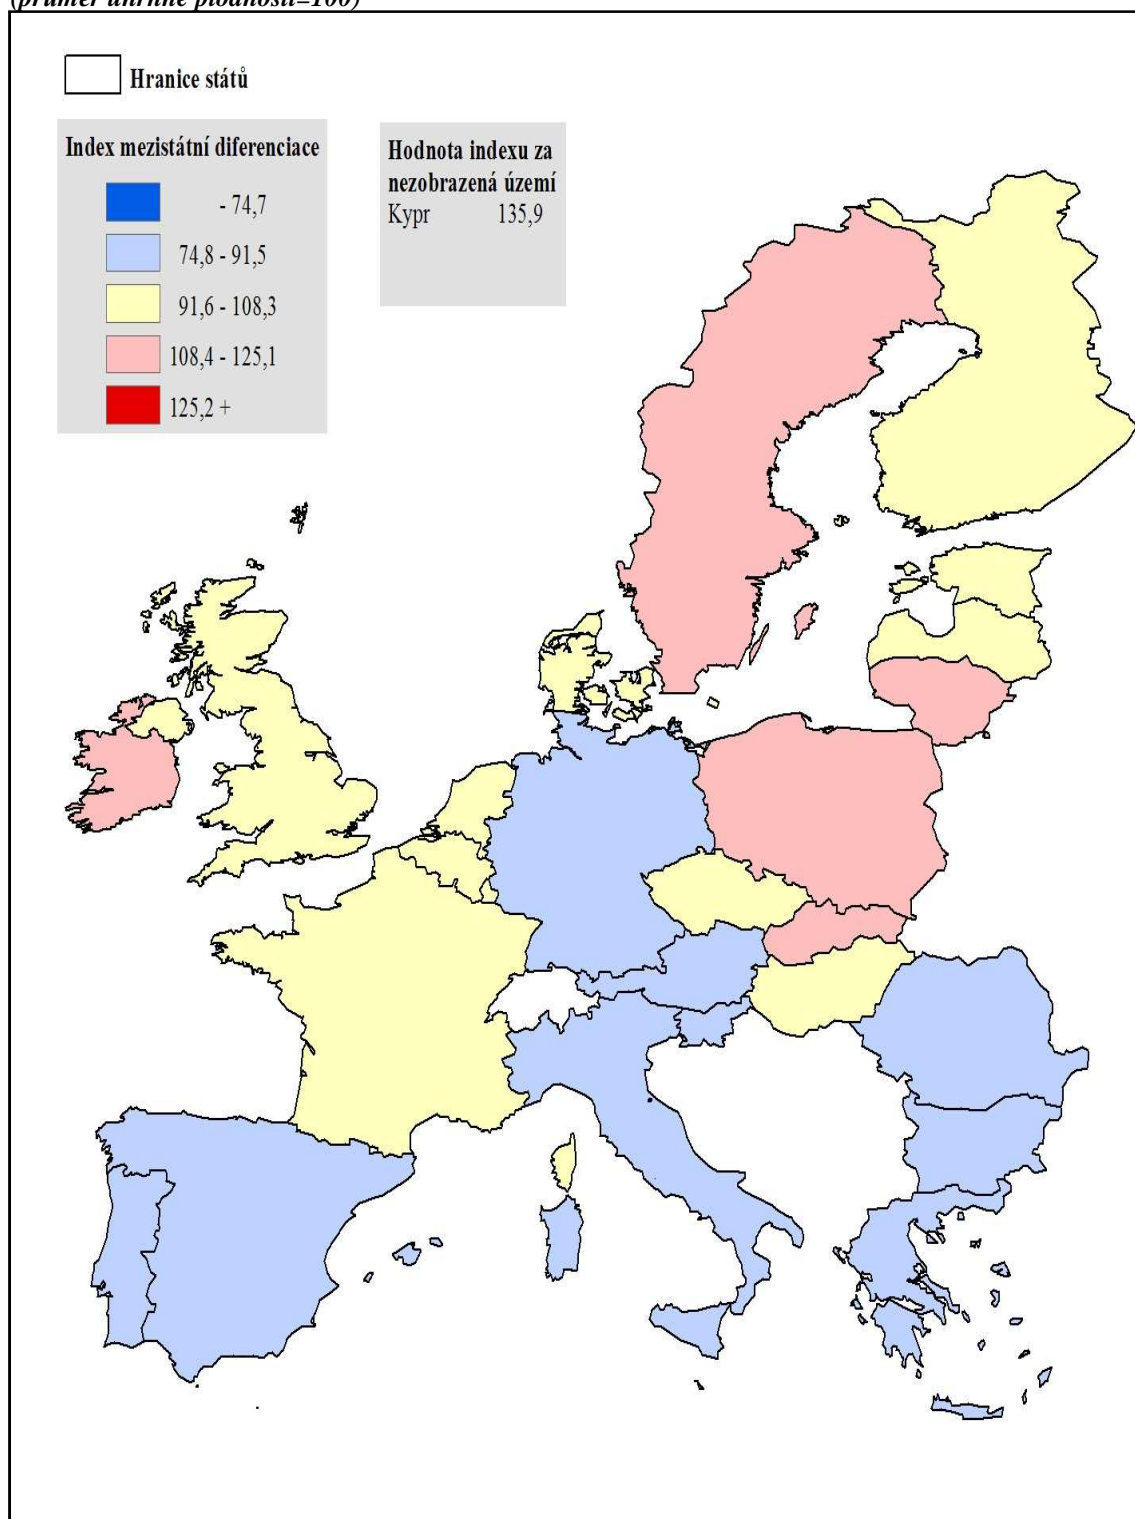 (průměr úhrnné plodnosti=100)
Hranice států
Index mezistátní diferenciace
- 74,7
74,8 - 91,5
91,6 - 108,3
108,4 - 125,1
125,2 +
Hodnota indexu za
nezobrazená území
Kypr 135,9